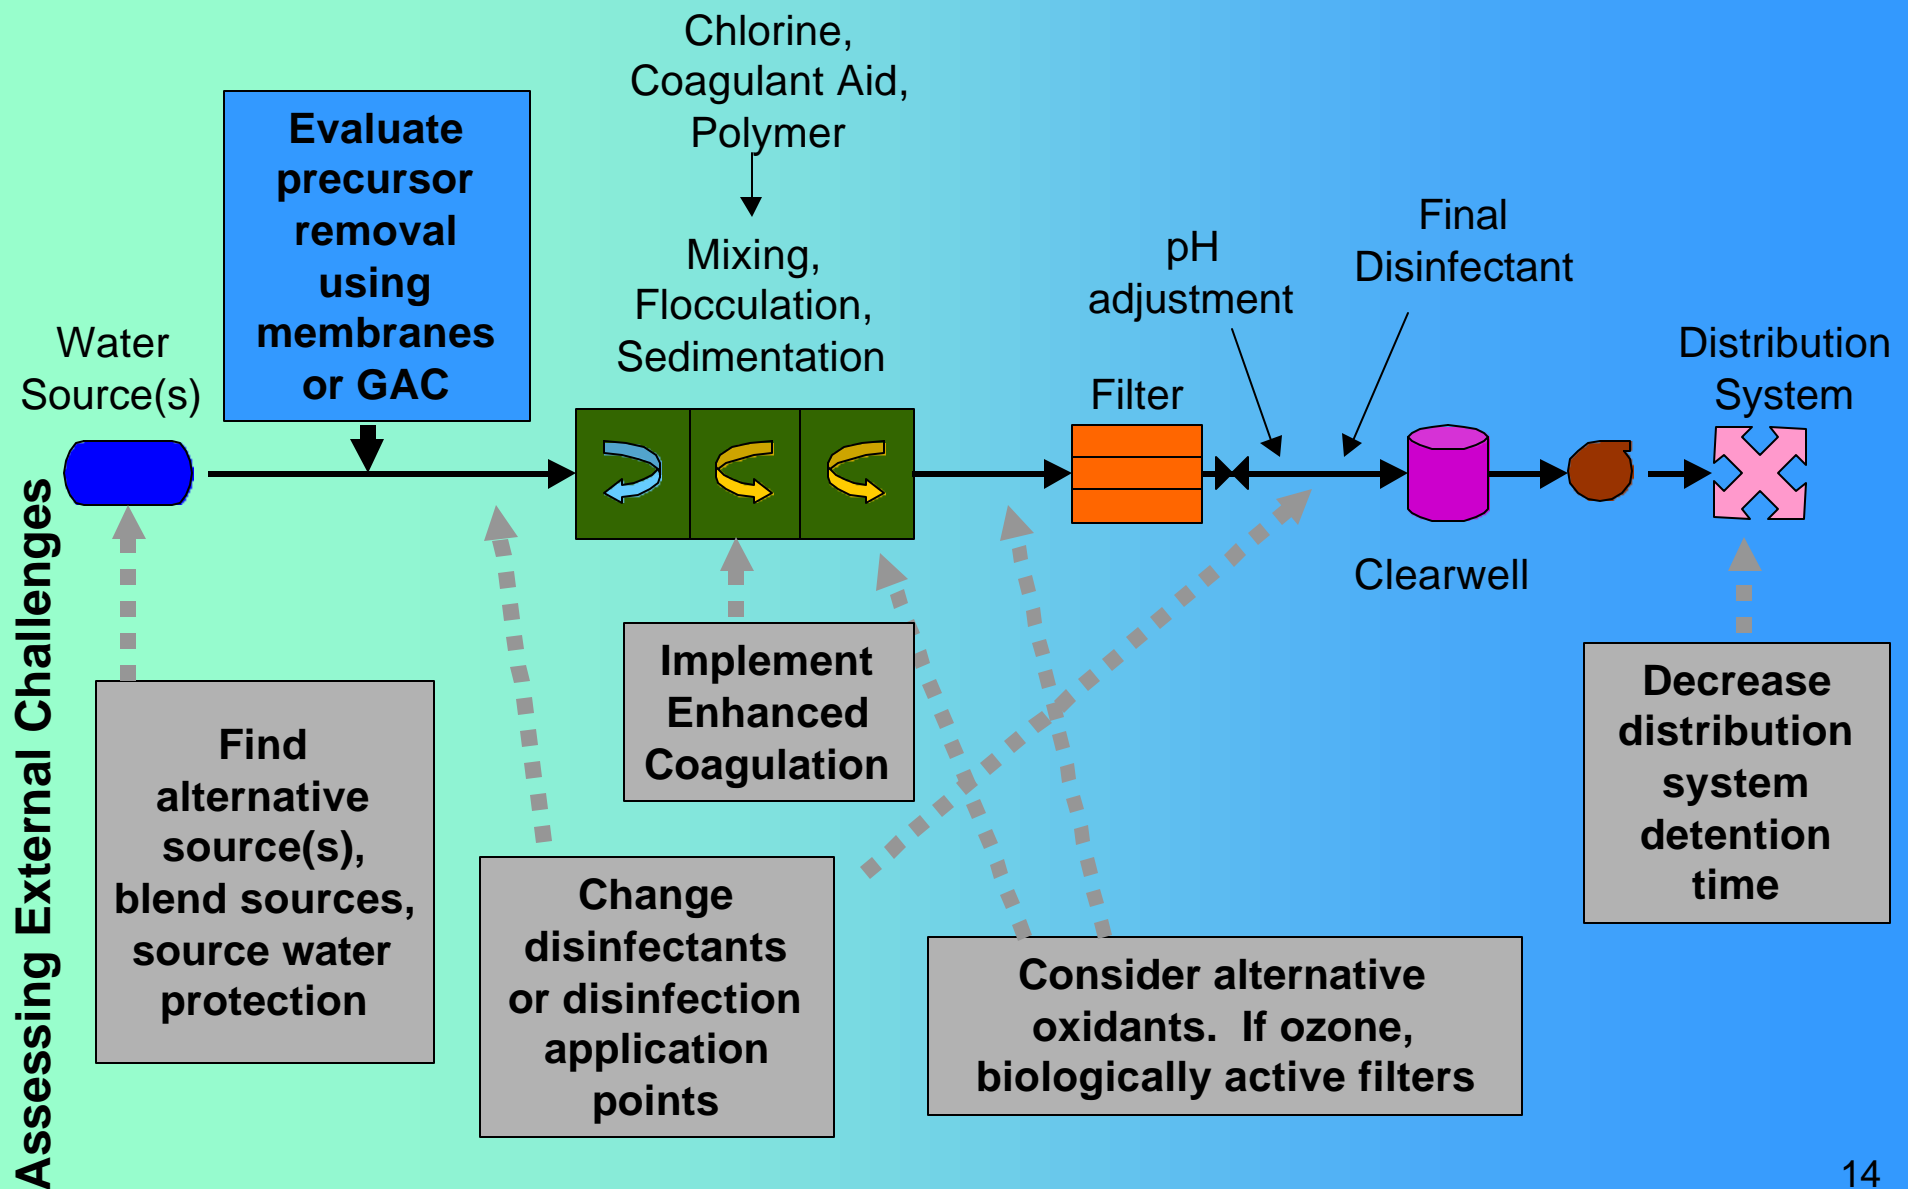 Assessing External Challenges
Chlorine,
Coagulant Aid,
Polymer
Evaluate
precursor
removal
using
membranes
or GAC
Water
Source(s)
Mixing,
Flocculation,
Sedimentation
Filter
pH
adjustment
Final
Disinfectant
Clearwell
Distribution
System
Find
alternative
source(s),
blend sources,
source water
protection
Change
disinfectants
or disinfection
application
points
Implement
Enhanced
Coagulation
Consider alternative
oxidants.  If ozone,
biologically active filters
Decrease
distribution
system
detention
time
14